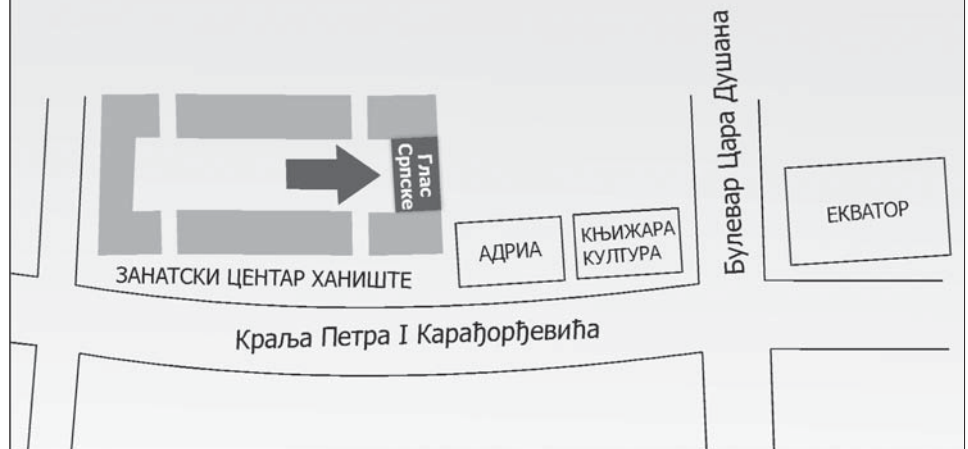 Булевар Цара Душана
Глас
Српске
АДРИА
КЊИЖАРА
КУЛТУРА
ЕКВАТОР
ЗАНАТСКИ ЦЕНТАР ХАНИШТЕ
Краља Петра I Карађорђевића